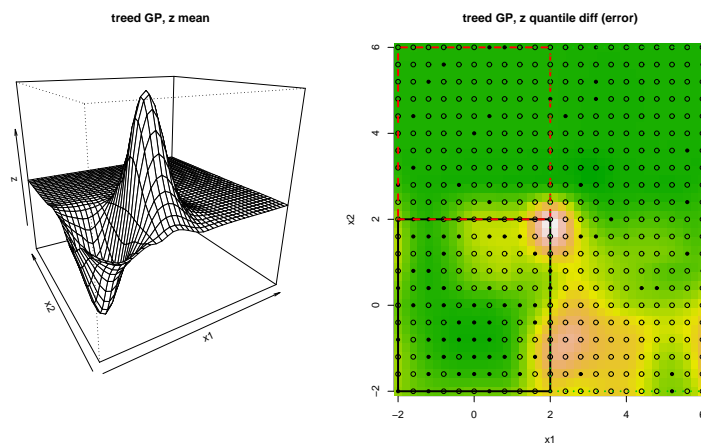 treed GP, z mean
z
x2
x1
treed GP, z quantile diff (error)
6
4
2
0
−2
x2
−2 0 2 4 6
x1